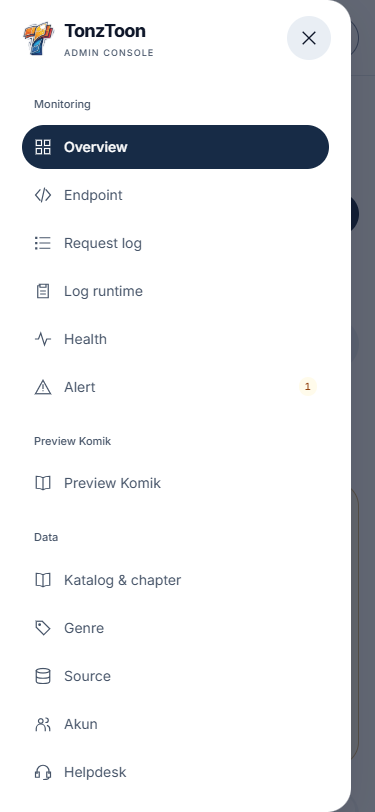 TonzToon
ADMIN CONSOLE
Monitoring
Overview
Endpoint
Request log
Log runtime
Health
Alert 1
Preview Komik
Preview Komik
Data
Katalog & chapter
Genre
Source
Akun
Helpdesk